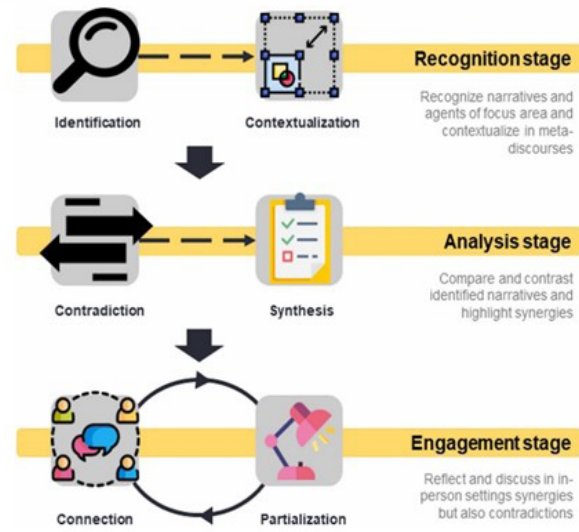 Recognition stage
Identification
Contextualization
Recognize narratives and
agents of focus area and
contextualize in meta-
discourses
Analysis stage
Contradiction
Synthesis
Compare and contrast
identified narratives and
highlight synergies
Engagement stage
Connection
Partialization
Reflect and discuss in in-
person settings synergies
but also contradictions